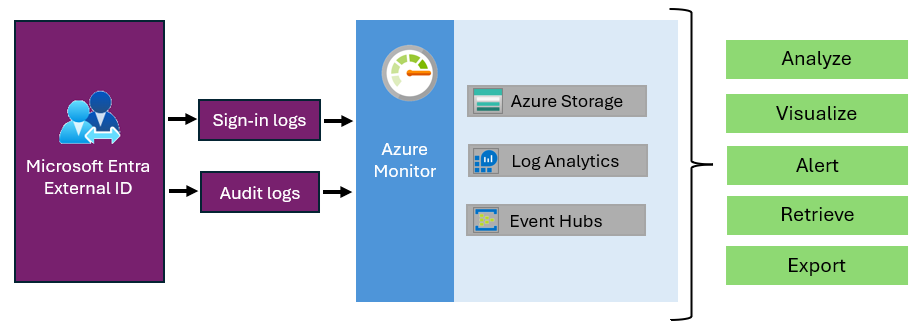 Microsoft Entra
External ID
Sign-in logs
Audit logs
Azure
Monitor
Azure Storage
Log Analytics
Event Hubs
Analyze
Visualize
Alert
Retrieve
Export